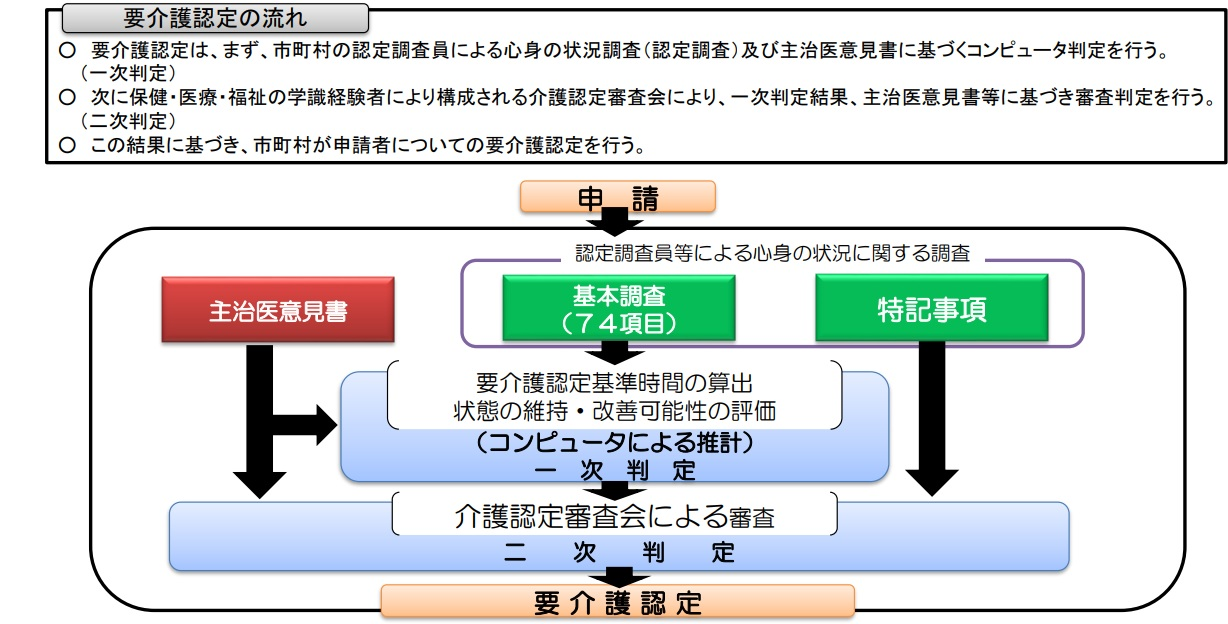 要介護認定の流れ
○ 要介護認定は、まず、市町村の認定調査員による心身の状況調査(認定調査)及び主治医意見書に基づくコンピュータ判定を行う。
(一次判定)
○ 次に保健・医療・福祉の学識経験者により構成される介護認定審査会により、一次判定結果、主治医意見書等に基づき審査判定を行う。
(二次判定)
○ この結果に基づき、市町村が申請者についての要介護認定を行う。
申 請
認定調査員等による心身の状況に関する調査
主治医意見書
基本調査
(74項目)
特記事項
要介護認定基準時間の算出
状態の維持・改善可能性の評価
(コンピュータによる推計)
一 次 判 定
介護認定審査会による審査
二 次 判 定
要 介 護 認 定